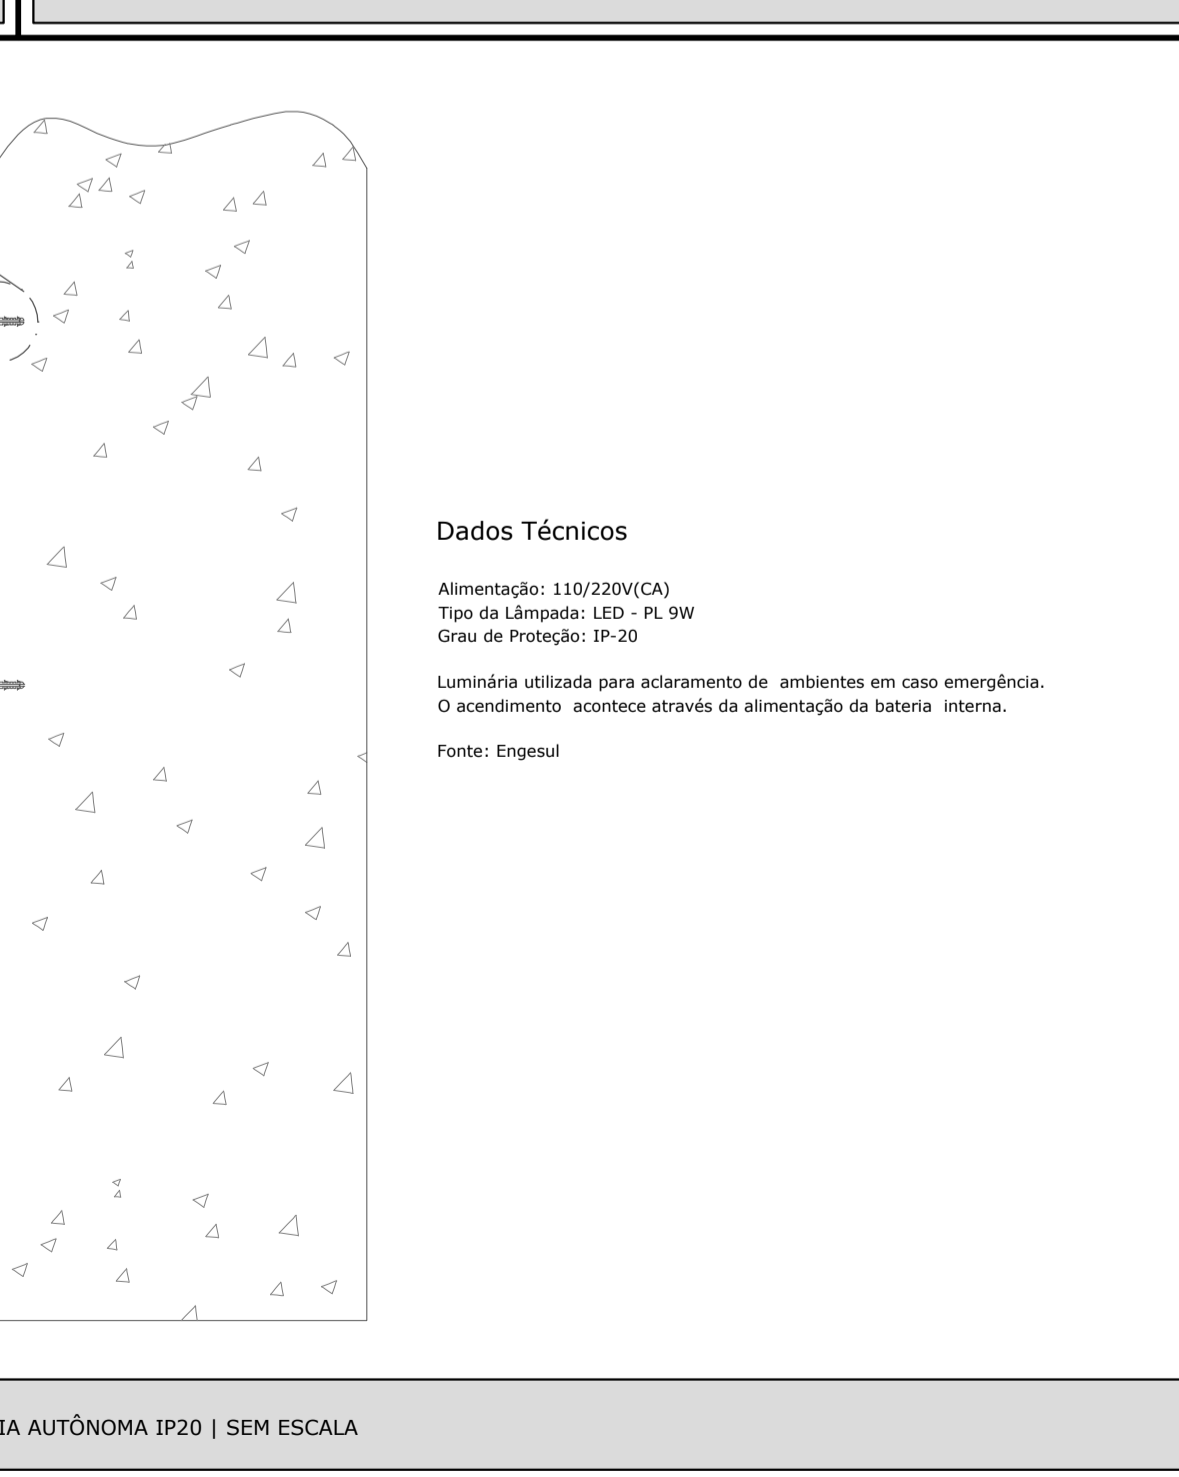 Dados Técnicos
Alimentação: 110/220V(CA)
Tipo da Lâmpada: LED - PL 9W
Grau de Proteção: IP-20
Luminária utilizada para aclaramento de ambientes em caso emergência.
O acendimento acontece através da alimentação da bateria interna.
Fonte: Engesul
AUTÔNOMA IP20 | SEM ESCALA